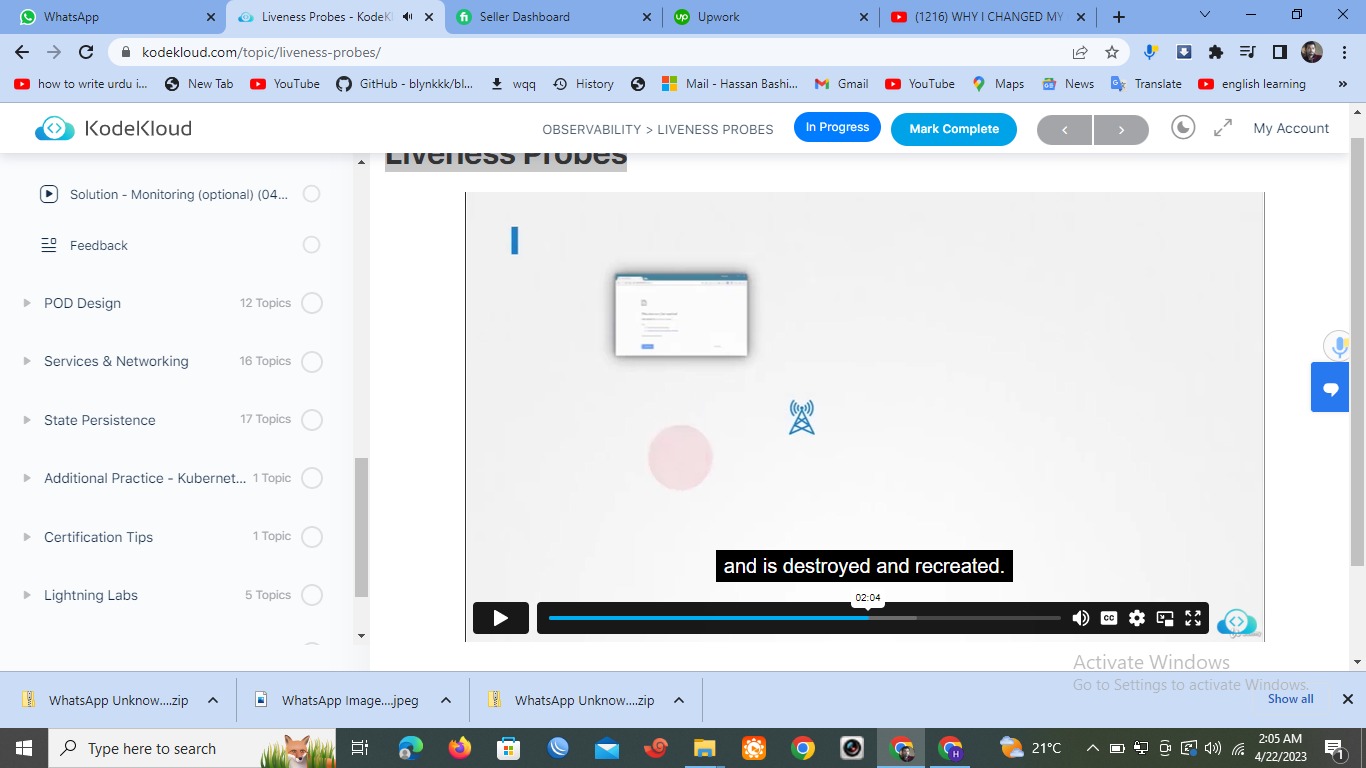 WhatsApp
Liveness Probes - KodeKl
Seller Dashboard
Upwork
(1216) WHY I CHANGED MY
kodekloud.com/topic/liveness-probes/
how to write urdu i...
New Tab
YouTube
GitHub - blynkkk/bl...
wqq
History
Mail - Hassan Bashi...
Gmail
YouTube
Maps
News
Translate
english learning
»
KodeKloud
OBSERVABILITY > LIVENESS PROBES
In Progress
Mark Complete
My Account
Liveness Probes
Solution - Monitoring (optional) (04...
Feedback
POD Design
12 Topics
Services & Networking
16 Topics
State Persistence
17 Topics
Additional Practice - Kubernet...
1 Topic
Certification Tips
1 Topic
Lightning Labs
5 Topics
and is destroyed and recreated.
02:04
CC
Activate Windows
Go to Settings to activate Windows.
WhatsApp Unknow....zip
WhatsApp Image....jpeg
WhatsApp Unknow....zip
Show all
Type here to search
H
21°C
2:05 AM
4/22/2023
1